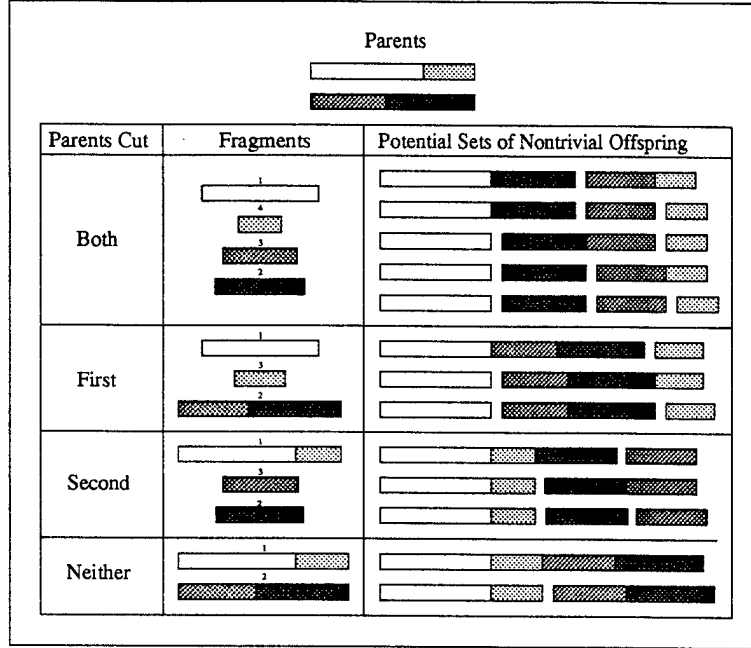 Parents
Parents Cut Fragments Potential Sets of Nontrivial Offspring
Both
1
4
3
2
First
1
3
2
Second
1
3
2
Neither
1
2